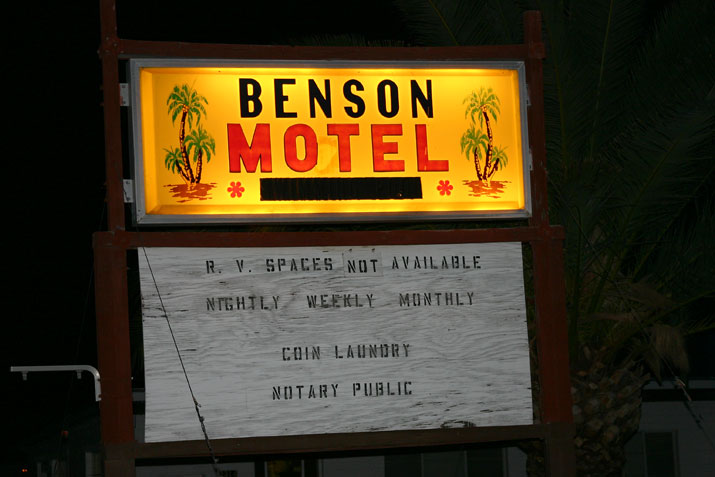 BENSON
MOTEL
R. V. SPACES NOT AVAILABLE
NIGHTLY WEEKLY MONTHLY
COIN LAUNDRY
NOTARY PUBLIC